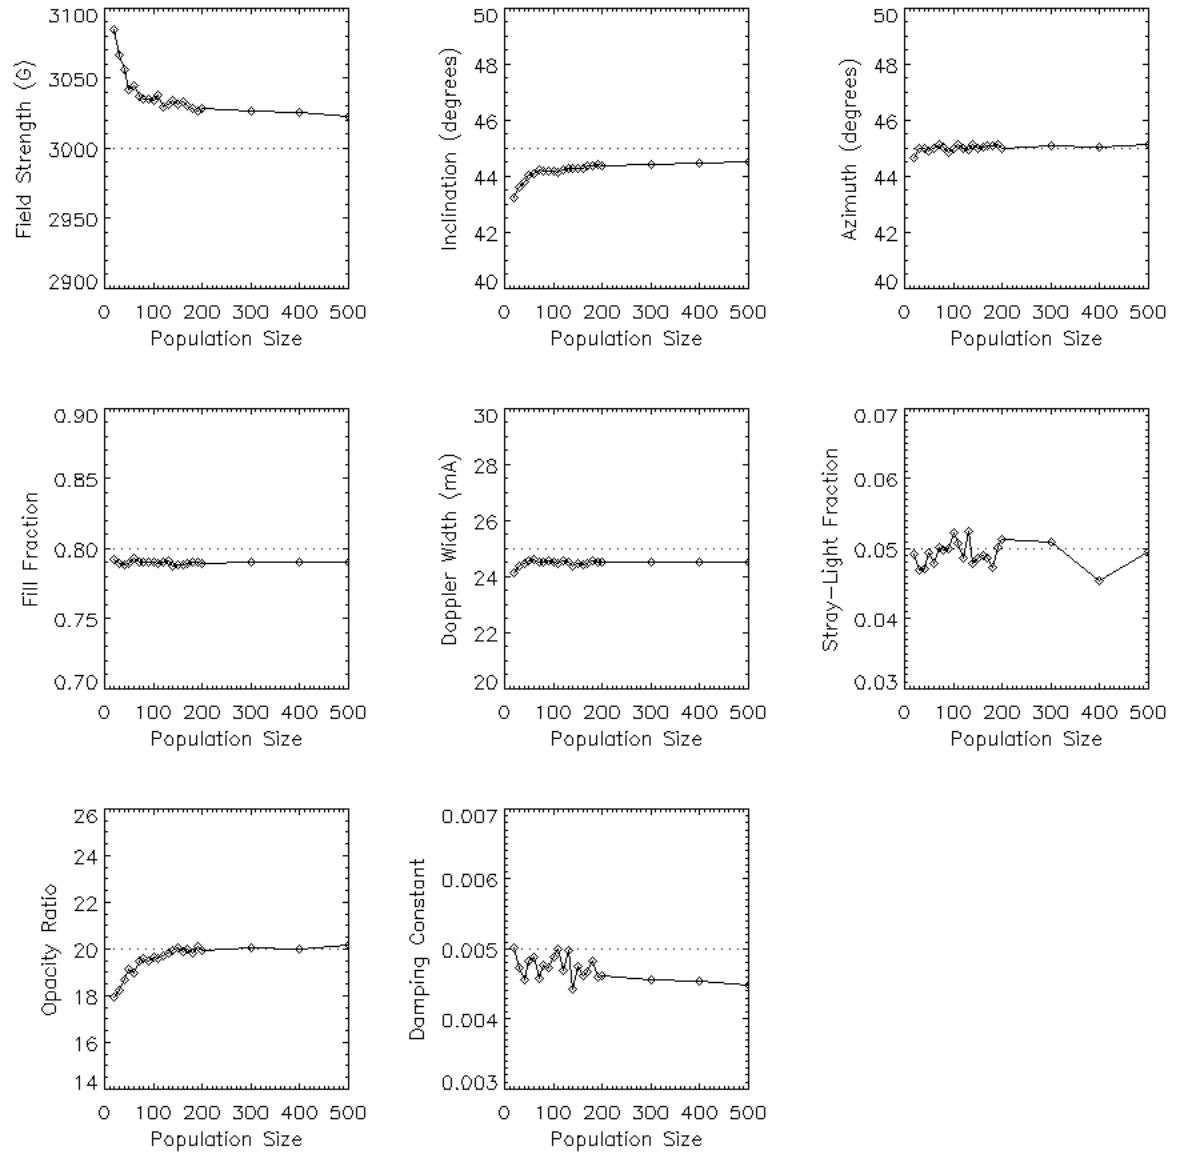 3100
3050
3000
2950
2900
Field Strength (G)
0 100 200 300 400 500
Population Size
50
48
46
44
42
40
Inclination (degrees)
0 100 200 300 400 500
Population Size
50
48
46
44
42
40
Azimuth (degrees)
0 100 200 300 400 500
Population Size
0.90
0.85
0.80
0.75
0.70
Fill Fraction
0 100 200 300 400 500
Population Size
30
28
26
24
22
20
Doppler Width (mA)
0 100 200 300 400 500
Population Size
0.07
0.06
0.05
0.04
0.03
Stray-Light Fraction
0 100 200 300 400 500
Population Size
26
24
22
20
18
16
14
Opacity Ratio
0 100 200 300 400 500
Population Size
0.007
0.006
0.005
0.004
0.003
Damping Constant
0 100 200 300 400 500
Population Size